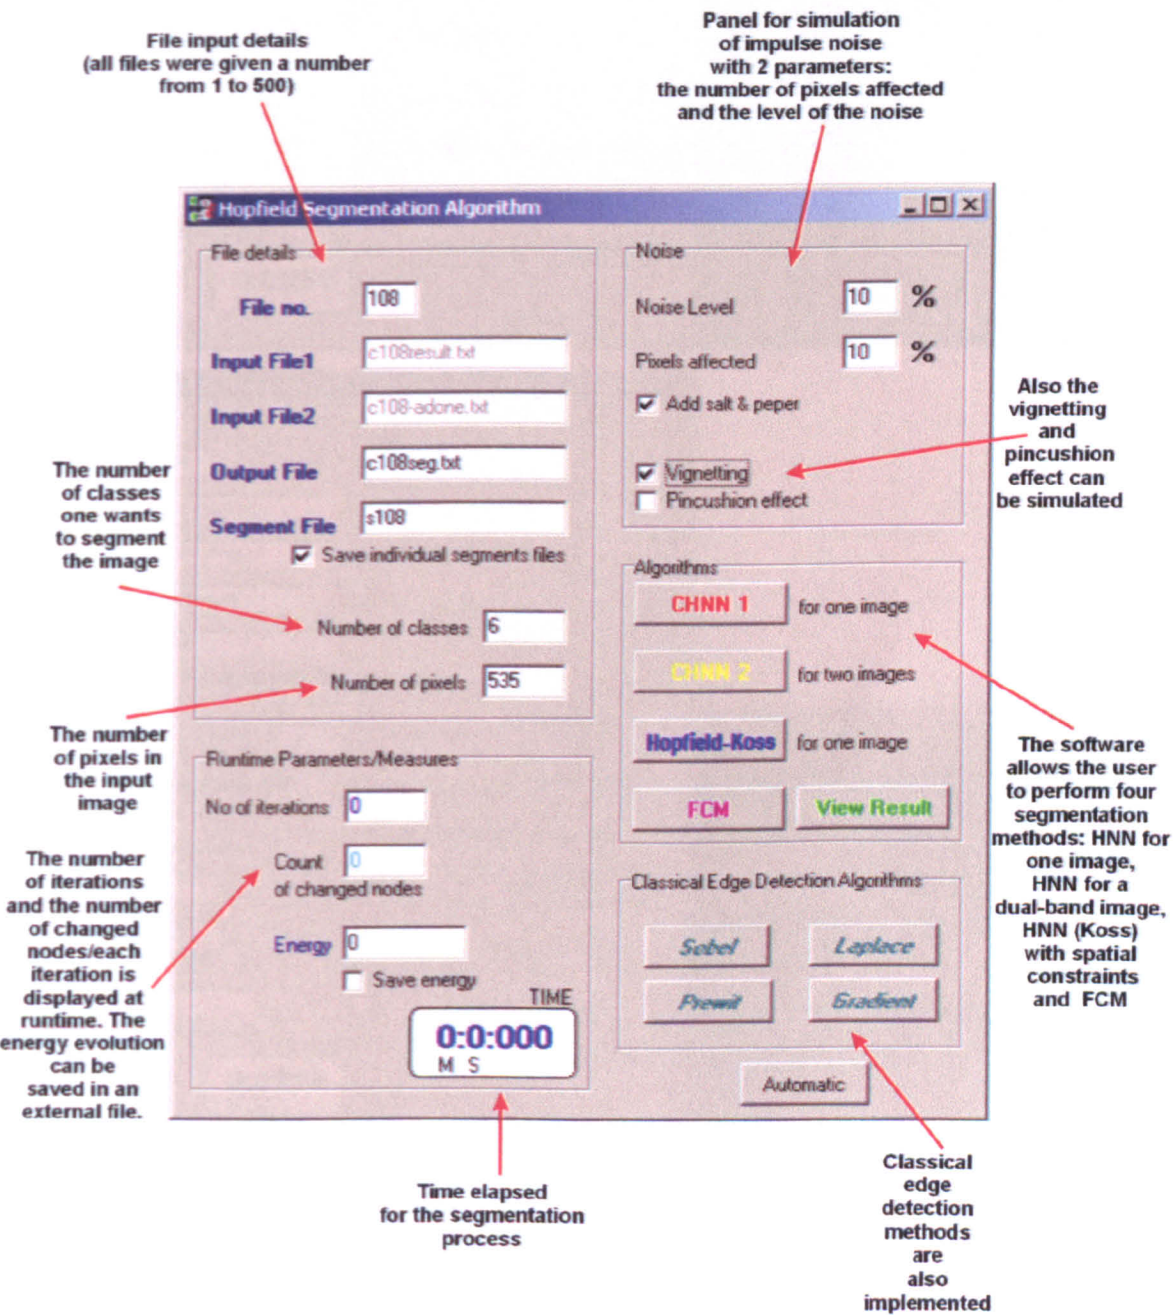 File input details
(all files were given a number
from 1 to 500)
Panel for simulation
of impulse noise
with 2 parameters:
the number of pixels affected
and the level of the noise
Hopfield Segmentation Algorithm
File details
File no. 108
Input File1 c108result.txt
Input File2 c108-adone.txt
Output File c108seg.txt
Segment File s108
Save individual segments files
Number of classes 6
Number of pixels 535
Noise
Noise Level 10 %
Pixels affected 10 %
Add salt & peper
Vignetting
Pincushion effect
Also the
vignetting
and
pincushion
effect can
be simulated
The number
of classes
one wants
to segment
the image
The number
of pixels in
the input
image
Algorithms
CHNN 1 for one image
CHNN 2 for two images
Hopfield-Koss for one image
FCM View Result
The software
allows the user
to perform four
segmentation
methods: HNN for
one image,
HNN for a
dual-band image,
HNN (Koss)
with spatial
constraints
and FCM
Runtime Parameters/Measures
No of iterations 0
Count 0
of changed nodes
Energy 0
Save energy
TIME
0:0:000
M S
The number
of iterations
and the number
of changed
nodes/each
iteration is
displayed at
runtime. The
energy evolution
can be
saved in an
external file.
Classical Edge Detection Algorithms
Sobel Laplace
Prewit Gradient
Automatic
Time elapsed
for the segmentation
process
Classical
edge
detection
methods
are
also
implemented